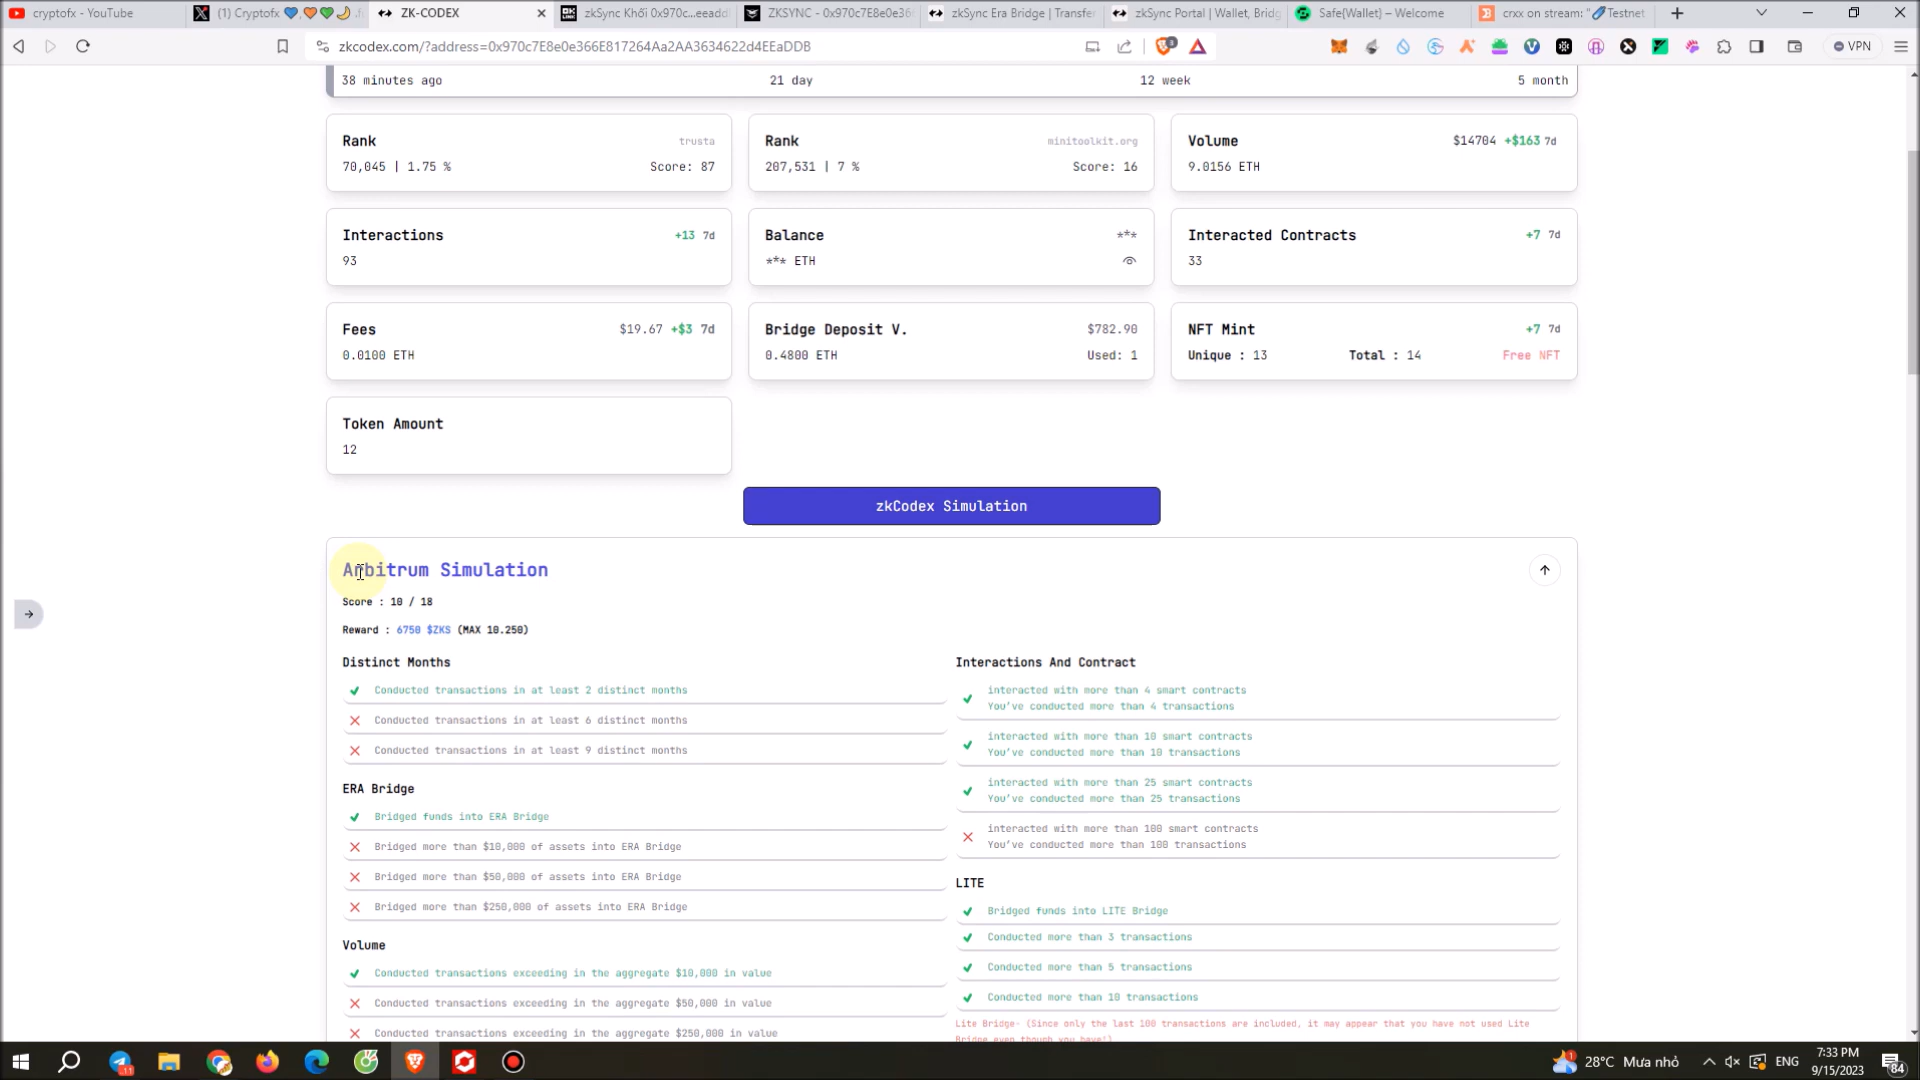 cryptofx - YouTube
(1) Cryptofx
ZK-CODEX
zkSync Khối 0x970c...eeadd
ZKSYNC - 0x970c7e8e0e36
zkSync Era Bridge | Transfe
zkSync Portal | Wallet, Bridg
Safe{Wallet} – Welcome
crxx on stream: "🔗Testnet
zkcodex.com/?address=0x970c7E8e0e366E817264Aa2AA3634622d4EEaDDB
VPN
38 minutes ago
21 day
12 week
5 month
Rank
trusta
70,045 | 1.75 %
Score: 87
Rank
minitoolkit.org
207,531 | 7 %
Score: 16
Volume
$14704 +$163 7d
9.0156 ETH
Interactions
+13 7d
93
Balance
***
*** ETH
Interacted Contracts
+7 7d
33
Fees
$19.67 +$3 7d
0.0100 ETH
Bridge Deposit V.
$782.90
0.4800 ETH
Used: 1
NFT Mint
+7 7d
Unique : 13
Total : 14
Free NFT
Token Amount
12
zkCodex Simulation
Arbitrum Simulation
Score : 10 / 18
Reward : 6750 $ZKS (MAX 10.250)
Distinct Months
Conducted transactions in at least 2 distinct months
Conducted transactions in at least 6 distinct months
Conducted transactions in at least 9 distinct months
ERA Bridge
Bridged funds into ERA Bridge
Bridged more than $10,000 of assets into ERA Bridge
Bridged more than $50,000 of assets into ERA Bridge
Bridged more than $250,000 of assets into ERA Bridge
Volume
Conducted transactions exceeding in the aggregate $10,000 in value
Conducted transactions exceeding in the aggregate $50,000 in value
Conducted transactions exceeding in the aggregate $250,000 in value
Interactions And Contract
interacted with more than 4 smart contracts
You've conducted more than 4 transactions
interacted with more than 10 smart contracts
You've conducted more than 10 transactions
interacted with more than 25 smart contracts
You've conducted more than 25 transactions
interacted with more than 100 smart contracts
You've conducted more than 100 transactions
LITE
Bridged funds into LITE Bridge
Conducted more than 3 transactions
Conducted more than 5 transactions
Conducted more than 10 transactions
Lite Bridge- (Since only the last 100 transactions are included, it may appear that you have not used Lite
Bridge even though you have!)
28°C Mưa nhỏ
ENG
7:33 PM
9/15/2023
84